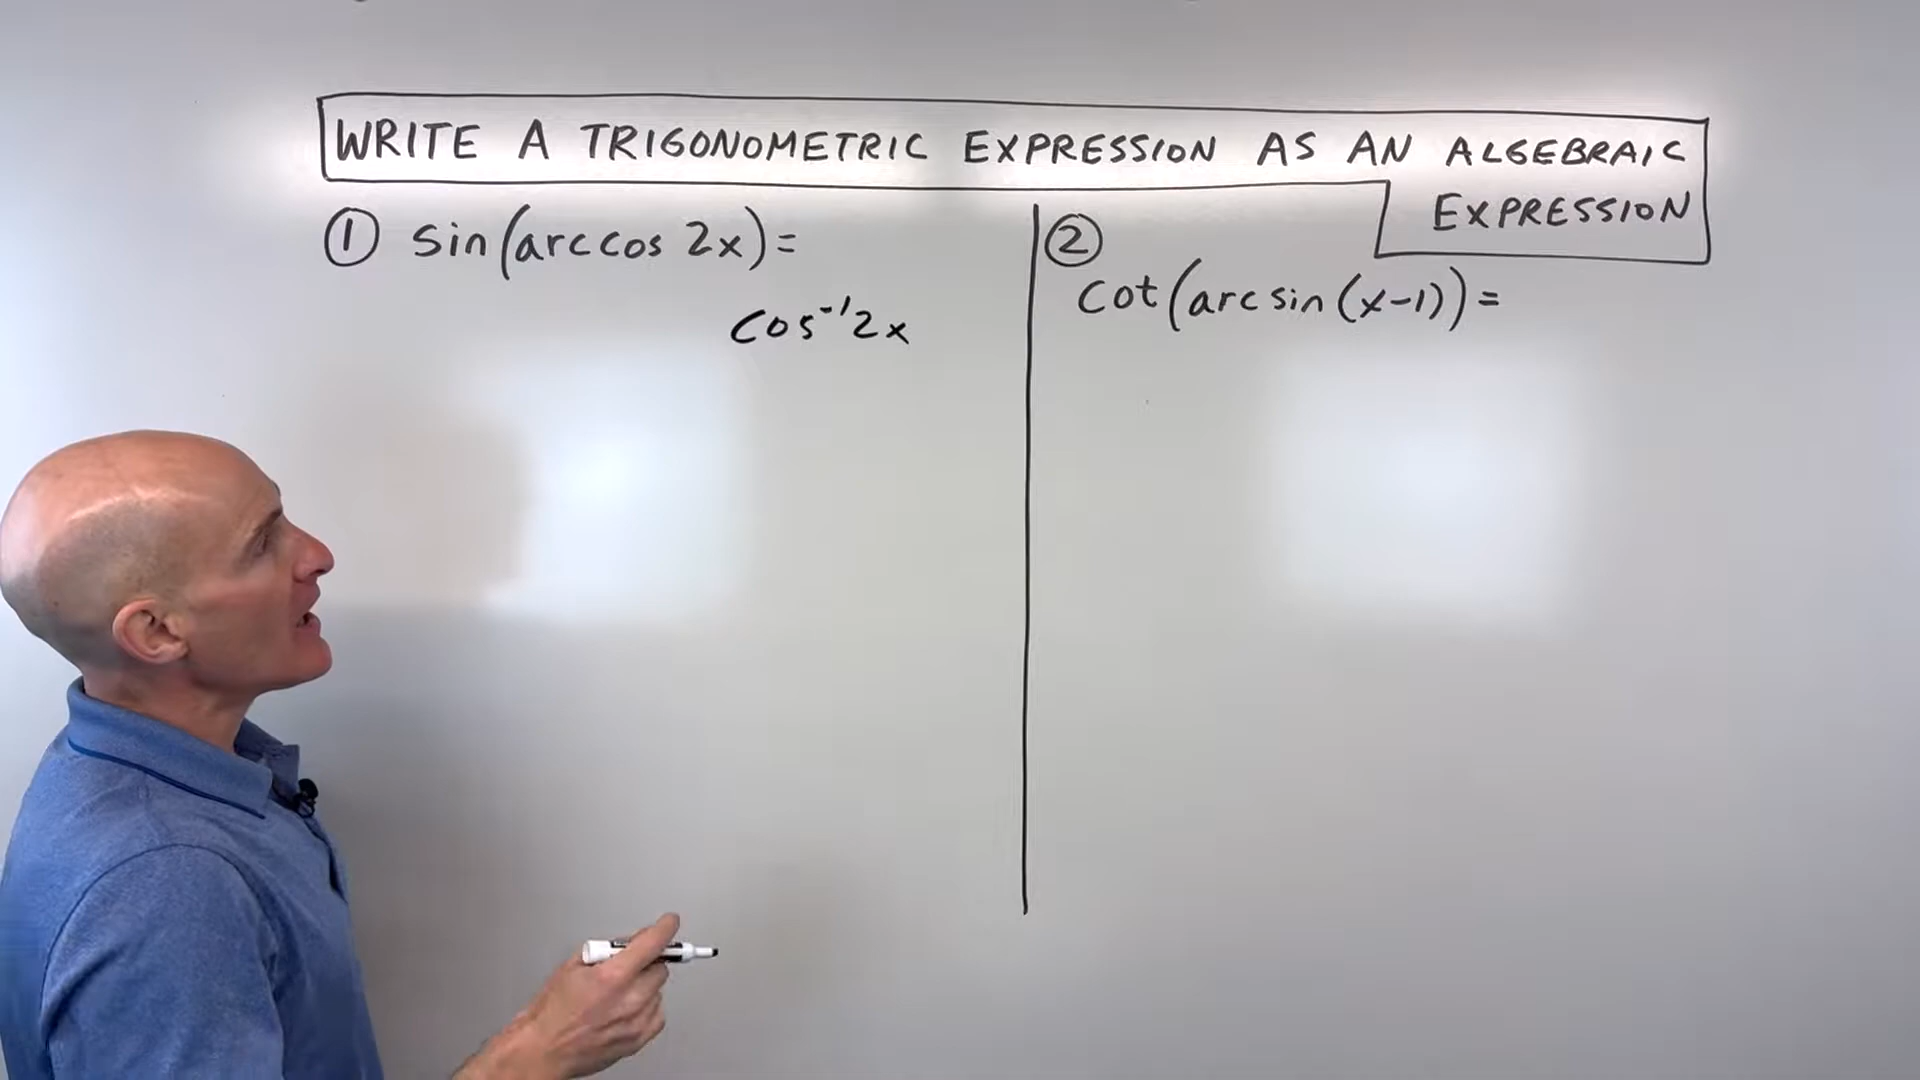 WRITE A TRIGONOMETRIC EXPRESSION AS AN ALGEBRAIC
EXPRESSION
① sin(arccos 2x)=
cos⁻¹2x
②
cot(arcsin(x-1))=